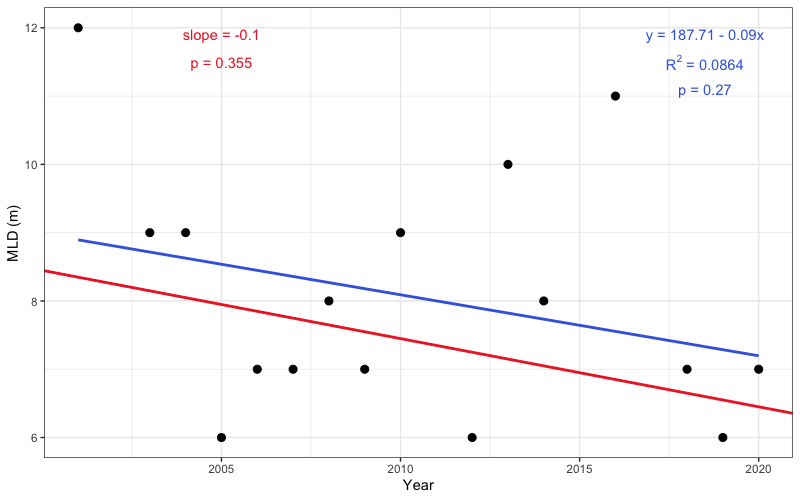 12
10
8
6
MLD (m)
slope = -0.1
p = 0.355
y = 187.71 - 0.09x
R² = 0.0864
p = 0.27
2005
2010
2015
2020
Year